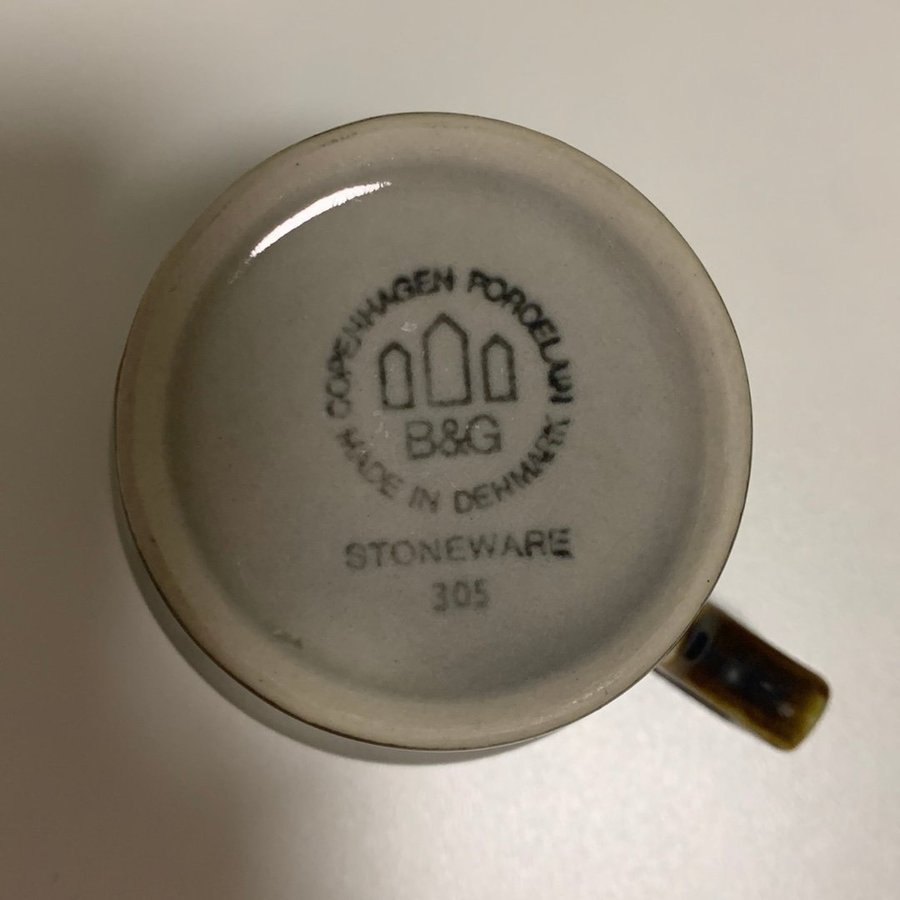 COPENHAGEN PORCELAIN
B&G
MADE IN DENMARK
STONEWARE
305